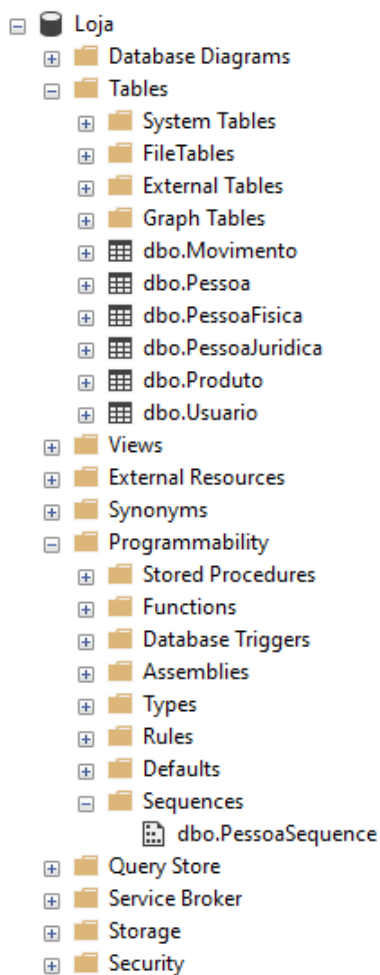 Loja
Database Diagrams
Tables
System Tables
FileTables
External Tables
Graph Tables
dbo.Movimento
dbo.Pessoa
dbo.PessoaFisica
dbo.PessoaJuridica
dbo.Produto
dbo.Usuario
Views
External Resources
Synonyms
Programmability
Stored Procedures
Functions
Database Triggers
Assemblies
Types
Rules
Defaults
Sequences
dbo.PessoaSequence
Query Store
Service Broker
Storage
Security